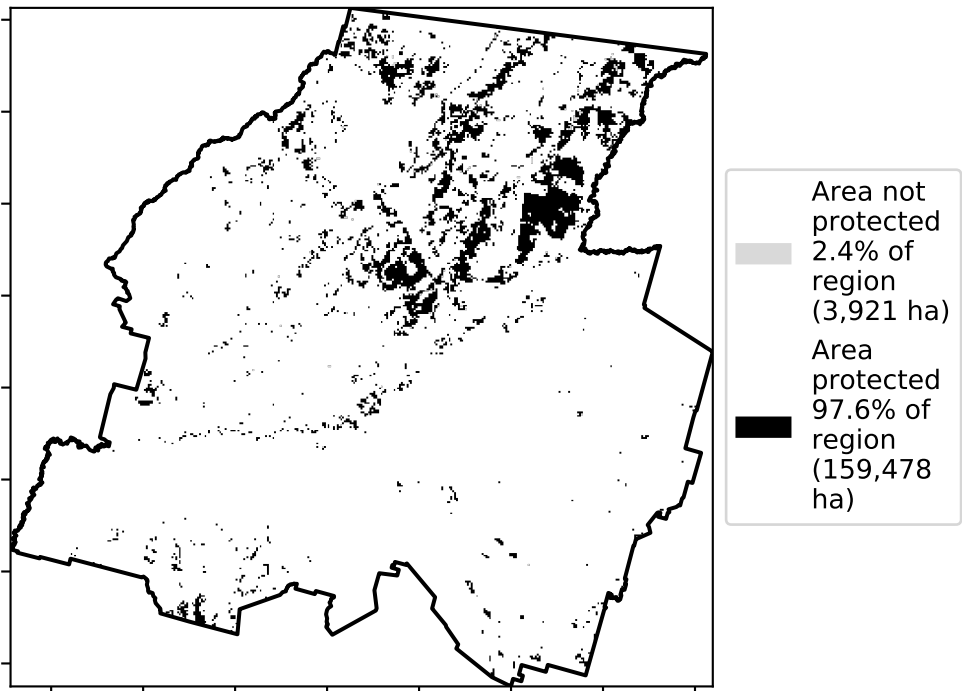 Area not
protected
2.4% of
region
(3,921 ha)
Area
protected
97.6% of
region
(159,478
ha)